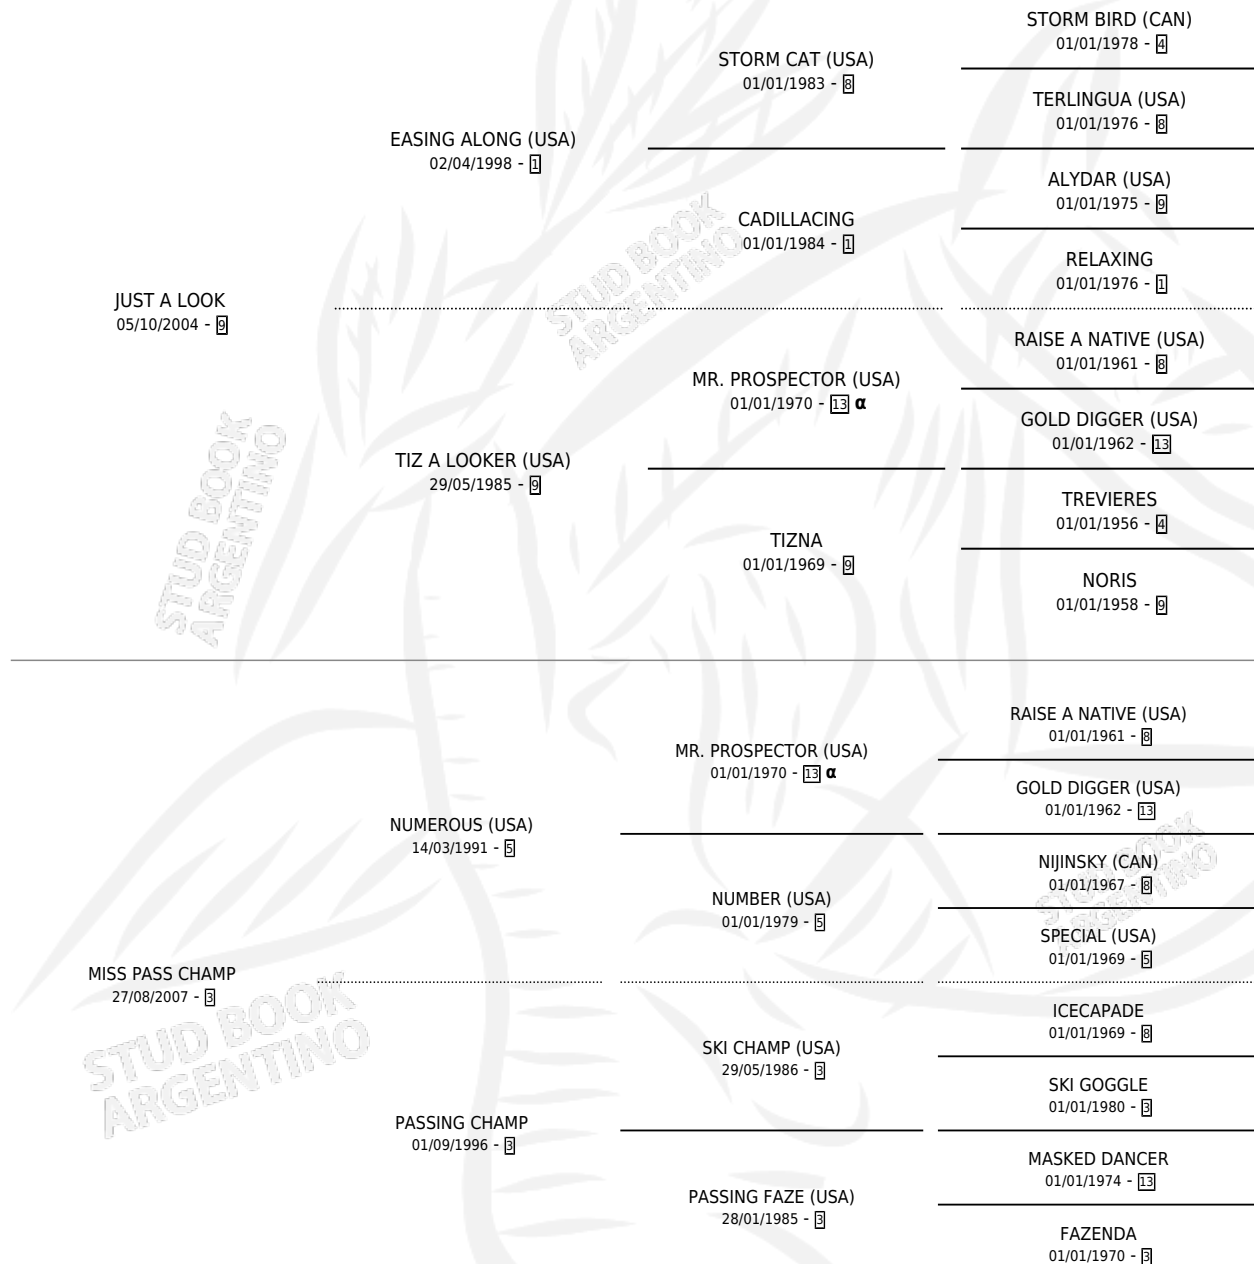 STORM BIRD (CAN)
01/01/1978 - 4
STORM CAT (USA)
01/01/1983 - 8
TERLINGUA (USA)
01/01/1976 - 8
EASING ALONG (USA)
02/04/1998 - 1
ALYDAR (USA)
01/01/1975 - 9
CADILLACING
01/01/1984 - 1
STUD BOOK
ARGENTINO
RELAXING
01/01/1976 - 1
JUST A LOOK
05/10/2004 - 9
RAISE A NATIVE (USA)
01/01/1961 - 8
MR. PROSPECTOR (USA)
01/01/1970 - 13 α
GOLD DIGGER (USA)
01/01/1962 - 13
TIZ A LOOKER (USA)
29/05/1985 - 9
STUD BOOK
ARGENTINO
TREVIERES
01/01/1956 - 4
TIZNA
01/01/1969 - 9
NORIS
01/01/1958 - 9
RAISE A NATIVE (USA)
01/01/1961 - 8
MR. PROSPECTOR (USA)
01/01/1970 - 13 α
GOLD DIGGER (USA)
01/01/1962 - 13
NUMEROUS (USA)
14/03/1991 - 5
STUD BOOK
ARGENTINO
NIJINSKY (CAN)
01/01/1967 - 8
NUMBER (USA)
01/01/1979 - 5
SPECIAL (USA)
01/01/1969 - 5
MISS PASS CHAMP
27/08/2007 - 3
STUD BOOK
ARGENTINO
ICECAPADE
01/01/1969 - 8
SKI CHAMP (USA)
29/05/1986 - 3
SKI GOGGLE
01/01/1980 - 3
PASSING CHAMP
01/09/1996 - 3
MASKED DANCER
01/01/1974 - 13
PASSING FAZE (USA)
28/01/1985 - 3
FAZENDA
01/01/1970 - 3